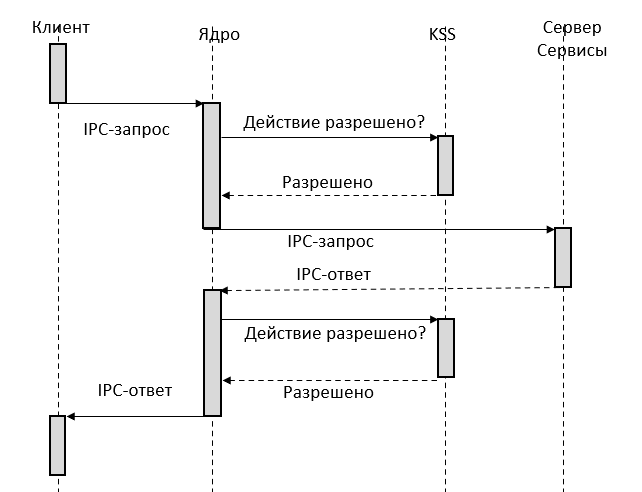 Клиент
Ядро
KSS
Сервер
Сервисы
IPC-запрос
Действие разрешено?
Разрешено
IPC-запрос
IPC-ответ
Действие разрешено?
Разрешено
IPC-ответ